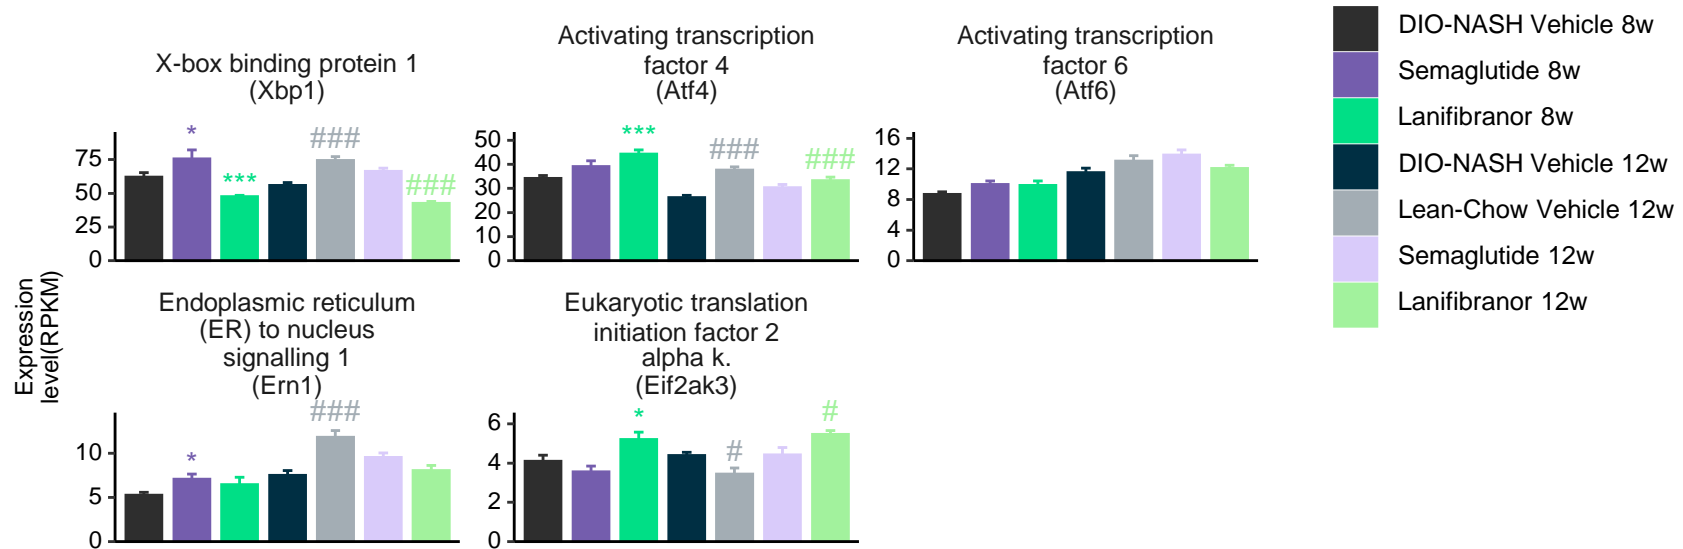 X-box binding protein 1
(Xbp1)
75
50
25
0
*
***
###
###
Activating transcription
factor 4
(Atf4)
50
40
30
20
10
0
***
###
###
Activating transcription
factor 6
(Atf6)
16
12
8
4
0
DIO-NASH Vehicle 8w
Semaglutide 8w
Lanifibranor 8w
DIO-NASH Vehicle 12w
Lean-Chow Vehicle 12w
Semaglutide 12w
Lanifibranor 12w
Expression
level(RPKM)
Endoplasmic reticulum
(ER) to nucleus
signalling 1
(Ern1)
10
5
0
*
###
Eukaryotic translation
initiation factor 2
alpha k.
(Eif2ak3)
6
4
2
0
*
#
#